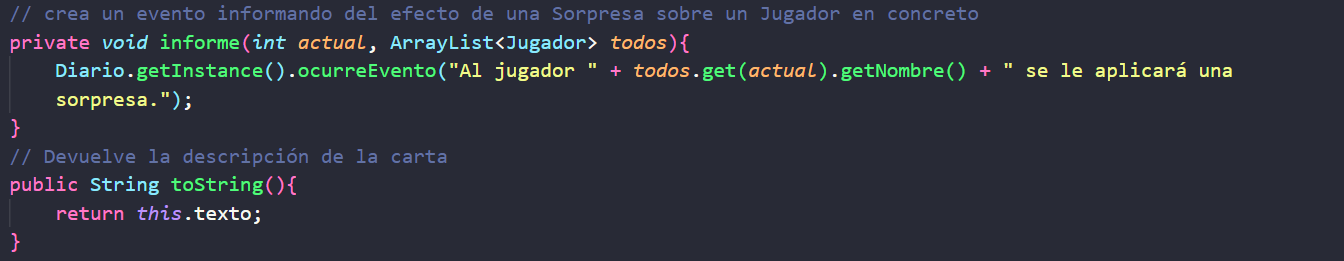 // crea un evento informando del efecto de una Sorpresa sobre un Jugador en concreto
private void informe(int actual, ArrayList<Jugador> todos){
    Diario.getInstance().ocurreEvento("Al jugador " + todos.get(actual).getNombre() + " se le aplicará una
    sorpresa.");
}
// Devuelve la descripción de la carta
public String toString(){
    return this.texto;
}